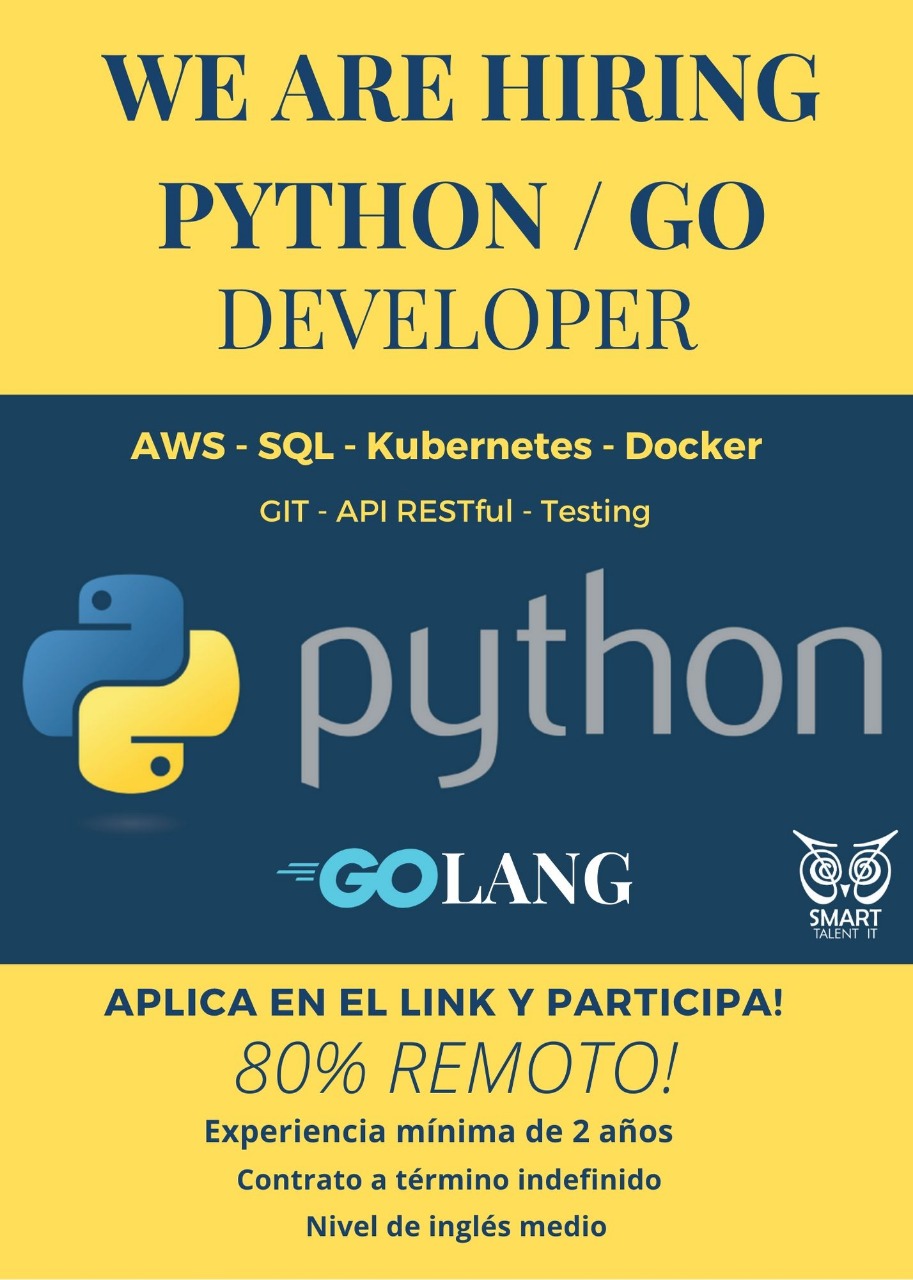 WE ARE HIRING
PYTHON / GO
DEVELOPER
AWS - SQL - Kubernetes - Docker
GIT - API RESTful - Testing
python
GOLANG
SMART
TALENT IT
APLICA EN EL LINK Y PARTICIPA!
80% REMOTO!
Experiencia mínima de 2 años
Contrato a término indefinido
Nivel de inglés medio